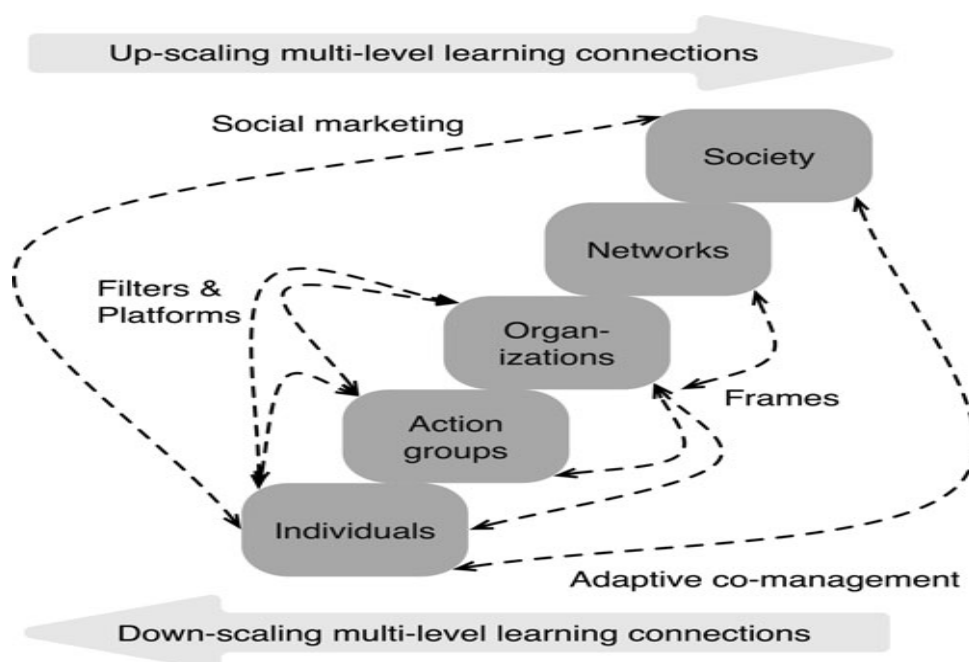 Up-scaling multi-level learning connections
Social marketing
Society
Networks
Filters &
Platforms
Organ-
izations
Frames
Action
groups
Individuals
Adaptive co-management
Down-scaling multi-level learning connections